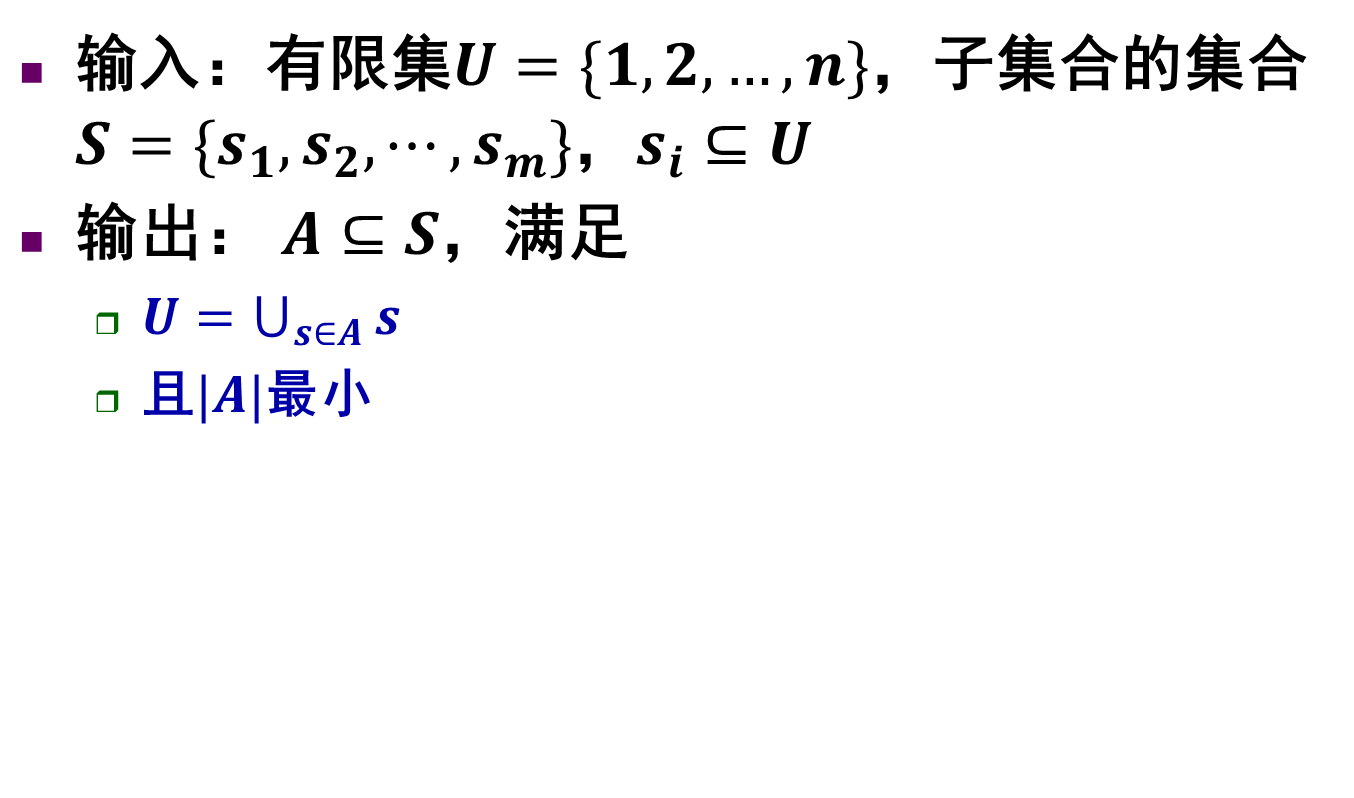 ■ 输入：有限集U = {1, 2, …, n}，子集合的集合
S = {s₁, s₂, ⋯, sₘ}，sᵢ ⊆ U
■ 输出： A ⊆ S，满足
❒ U = ⋃ₛ∈A s
❒ 且|A|最小